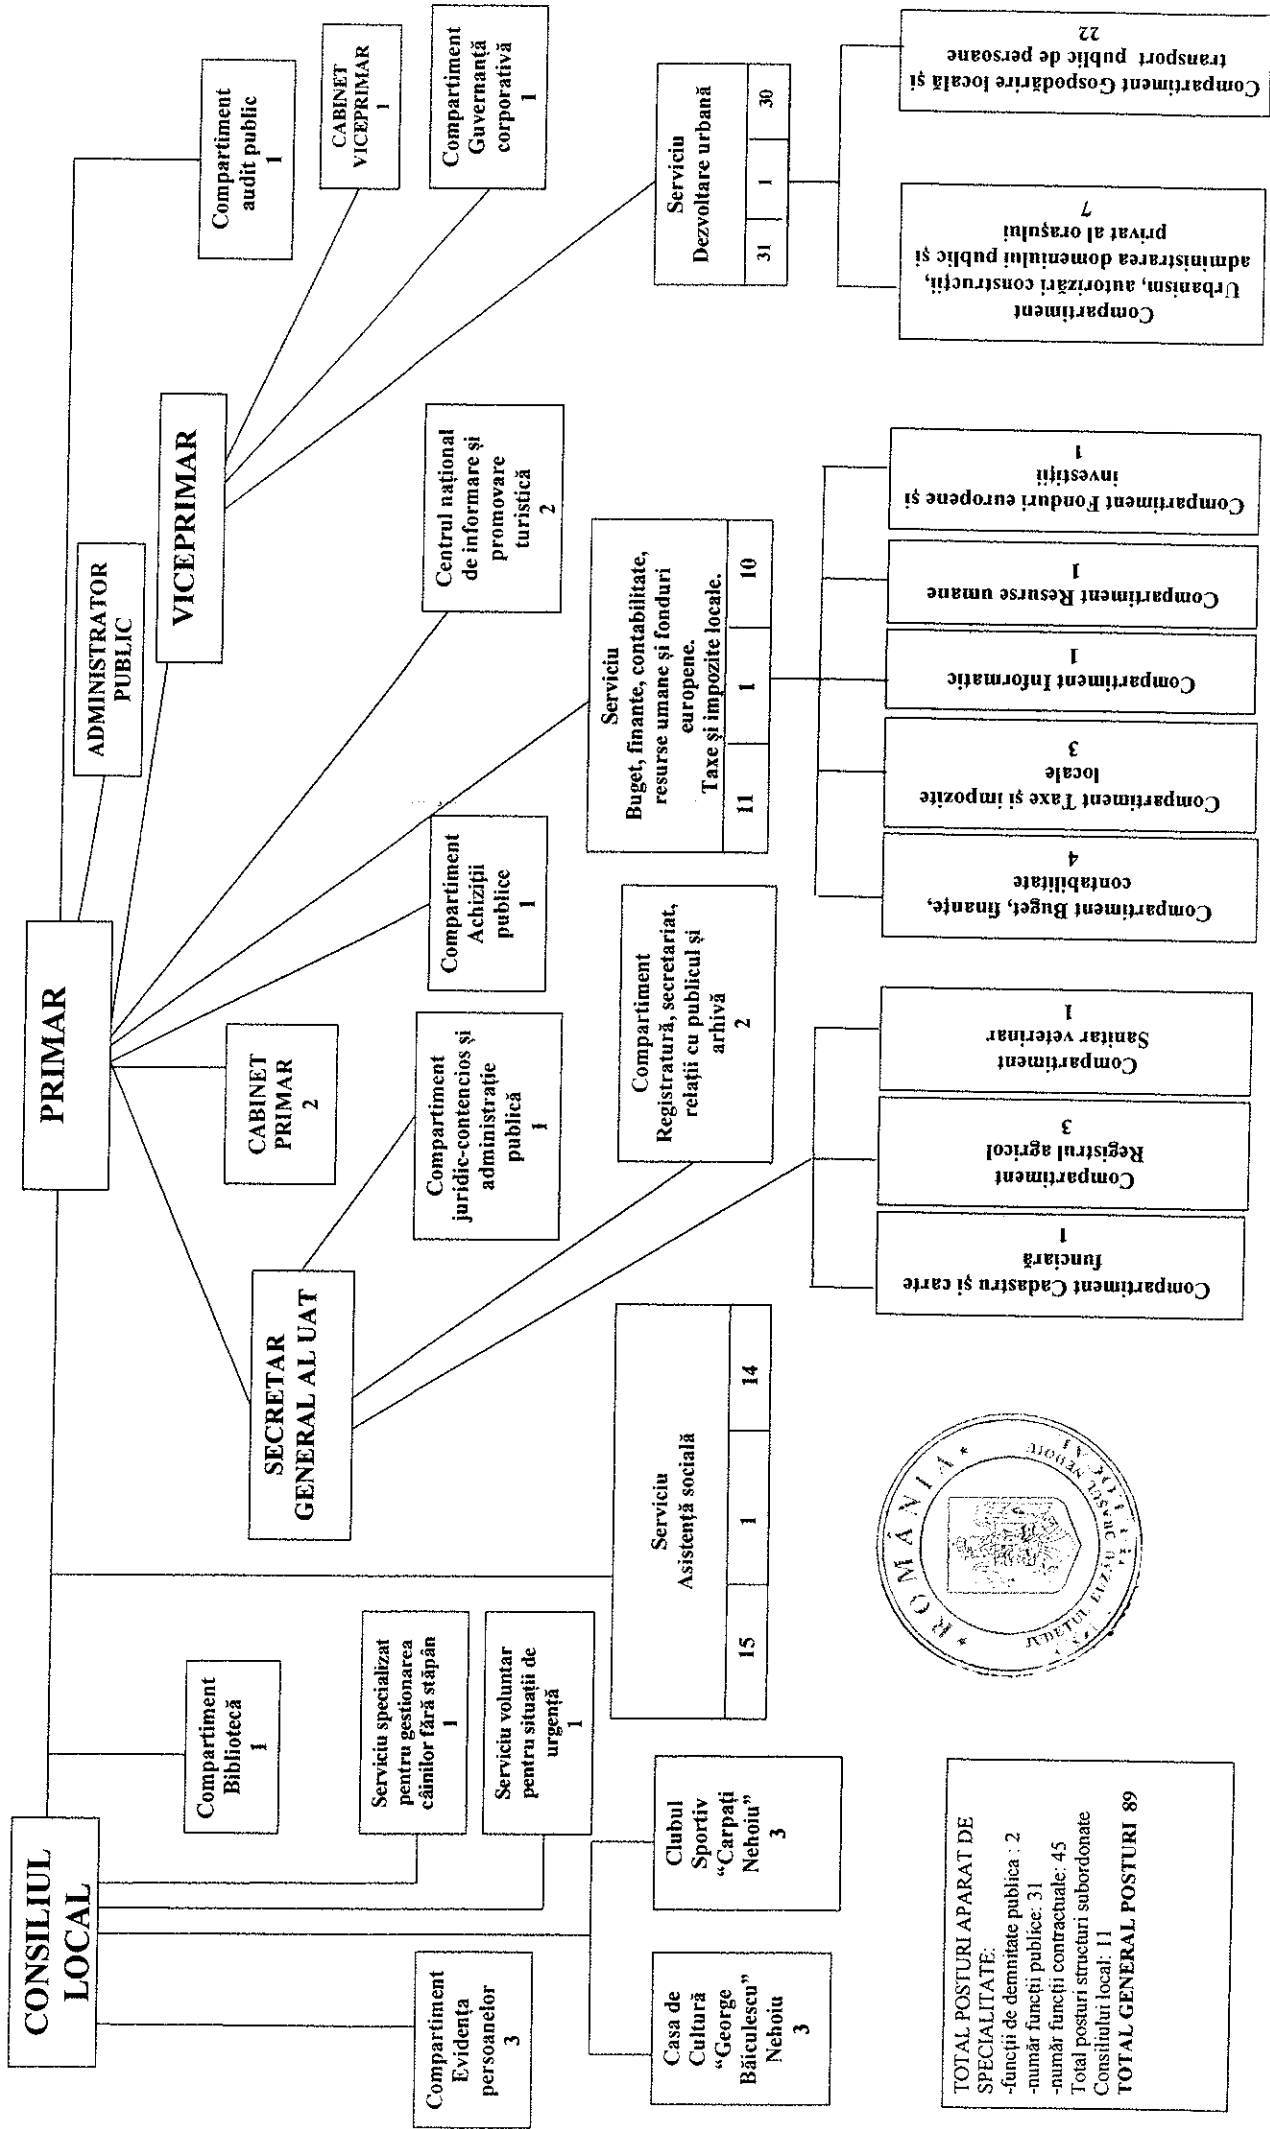 CONSILIUL
LOCAL
PRIMAR
ADMINISTRATOR
PUBLIC
VICEPRIMAR
Compartiment
audit public
1
CABINET
VICEPRIMAR
1
Compartiment
Guvernanță
corporativă
1
Compartiment
Bibliotecă
1
CABINET
PRIMAR
2
SECRETAR
GENERAL AL UAT
Compartiment
Evidența
persoanelor
3
Serviciu specializat
pentru gestionarea
câinilor fără stăpân
1
Serviciu voluntar
pentru situații de
urgență
1
Compartiment
juridic-contencios și
administrație
publică
1
Compartiment
Achiziții
publice
1
Centrul național
de informare și
promovare
turistică
2
Casa de
Cultură
“George
Băiculescu”
Nehoiu
3
Clubul
Sportiv
“Carpați
Nehoiu”
3
Serviciu
Asistență socială
15 1 14
Compartiment
Registratură, secretariat,
relații cu publicul și
arhivă
2
Serviciu
Buget, finante, contabilitate,
resurse umane și fonduri
europene.
Taxe și impozite locale.
11 1 10
Serviciu
Dezvoltare urbană
31 1 30
Compartiment Cadastru și carte
funciară
1
Compartiment
Registrul agricol
3
Compartiment
Sanitar veterinar
1
Compartiment Buget, finanțe,
contabilitate
4
Compartiment Taxe și impozite
locale
3
Compartiment Informatic
1
Compartiment Resurse umane
1
Compartiment Fonduri europene și
investiții
1
Compartiment
Urbanism, autorizări construcții,
administrarea domeniului public și
privat al orașului
7
Compartiment Gospodărire locală și
transport public de persoane
22
TOTAL POSTURI APARAT DE
SPECIALITATE:
-funcții de demnitate publica : 2
-număr funcții publice: 31
-număr funcții contractuale: 45
Total posturi structuri subordonate
Consiliului local: 11
TOTAL GENERAL POSTURI 89
* ROMÂNIA *
JUDEȚUL BUZĂU
ORAȘUL NEHOIU